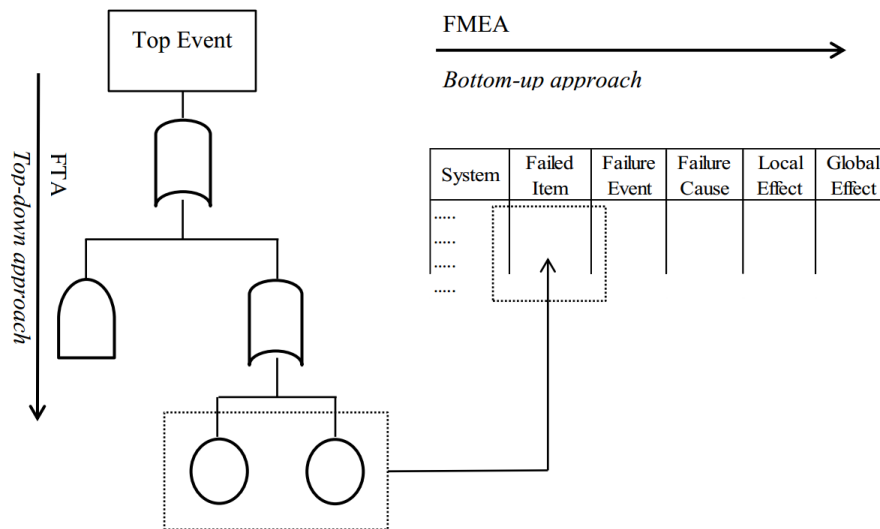 Top Event
FTA
Top-down approach
FMEA
Bottom-up approach
System
Failed
Item
Failure
Event
Failure
Cause
Local
Effect
Global
Effect
.....
.....
.....
.....